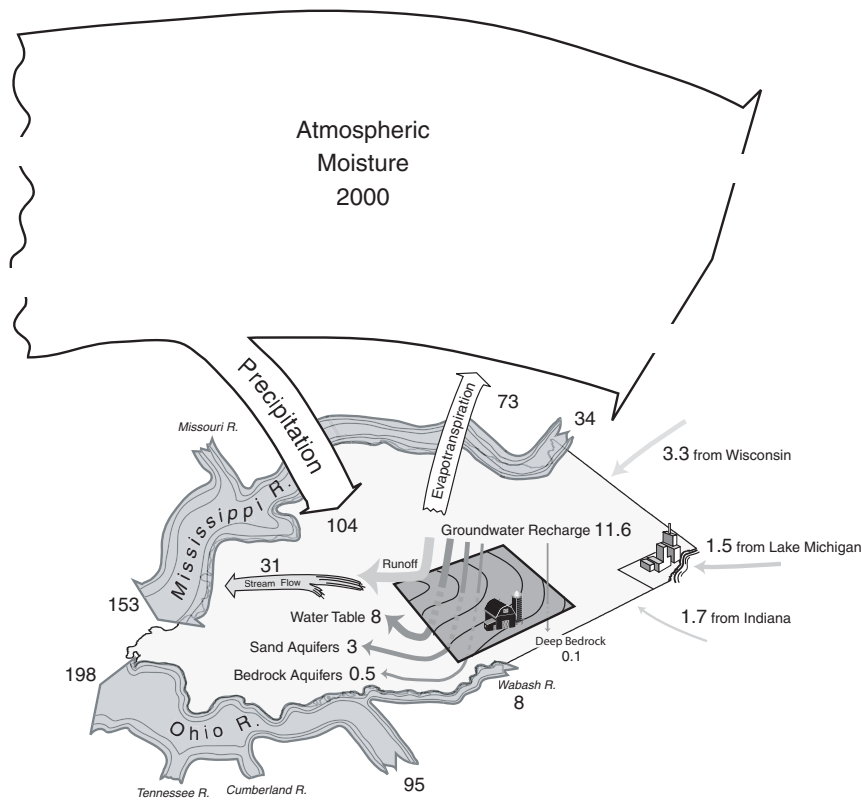 Atmospheric
Moisture
2000
Precipitation
104
Evapotranspiration
73
34
Missouri R.
3.3 from Wisconsin
Mississippi R.
Groundwater Recharge 11.6
1.5 from Lake Michigan
Runoff
31
Stream Flow
153
Water Table 8
1.7 from Indiana
Sand Aquifers 3
Deep Bedrock
0.1
Bedrock Aquifers 0.5
198
Wabash R.
8
Ohio R.
95
Tennessee R.
Cumberland R.